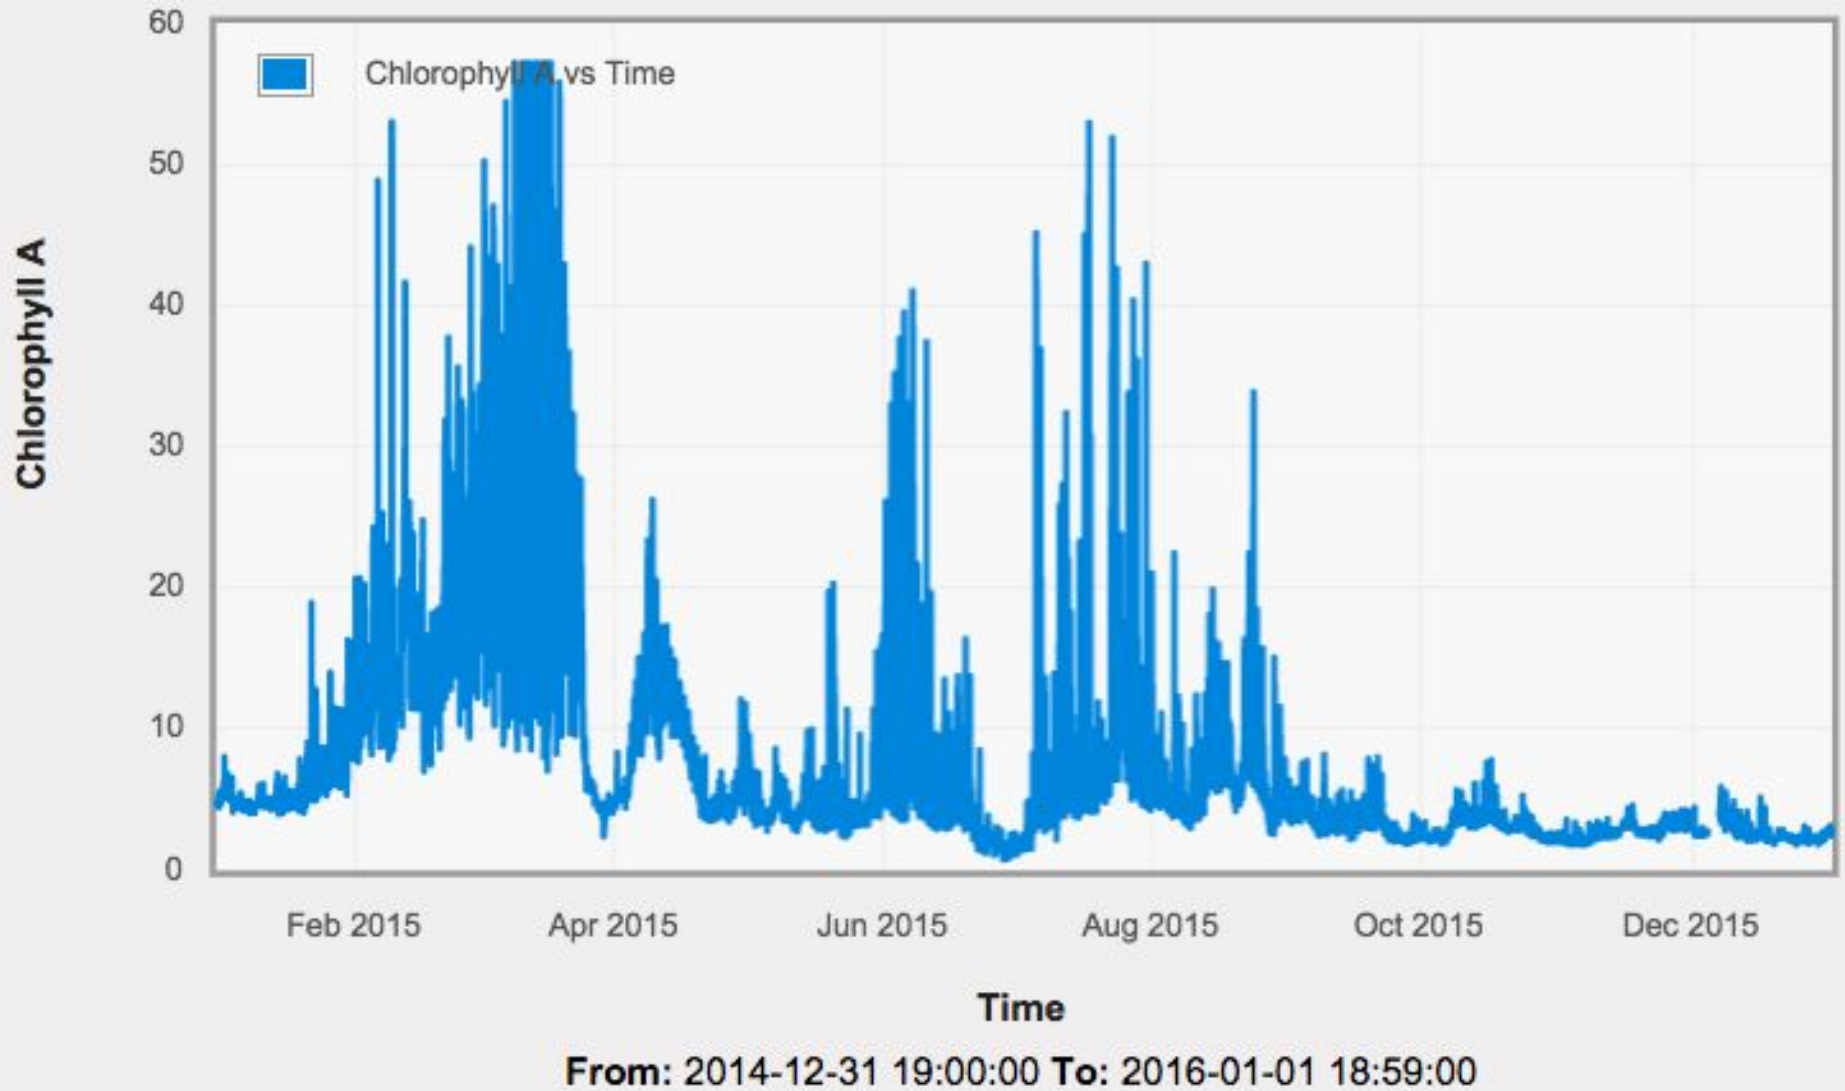 60
Chlorophyll A vs Time
50
40
30
20
10
0
Chlorophyll A
Feb 2015 Apr 2015 Jun 2015 Aug 2015 Oct 2015 Dec 2015
Time
From: 2014-12-31 19:00:00 To: 2016-01-01 18:59:00